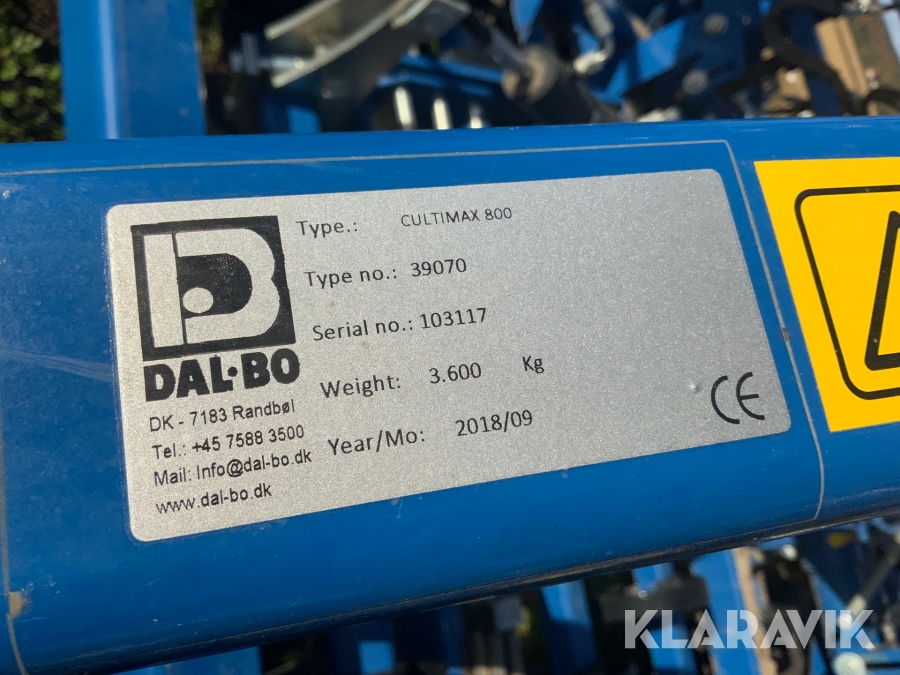 Type.: CULTIMAX 800
Type no.: 39070
Serial no.: 103117
Weight: 3.600 Kg
Year/Mo: 2018/09
DAL·BO
DK - 7183 Randbøl
Tel.: +45 7588 3500
Mail: Info@dal-bo.dk
www.dal-bo.dk
CE
KLARAVIK